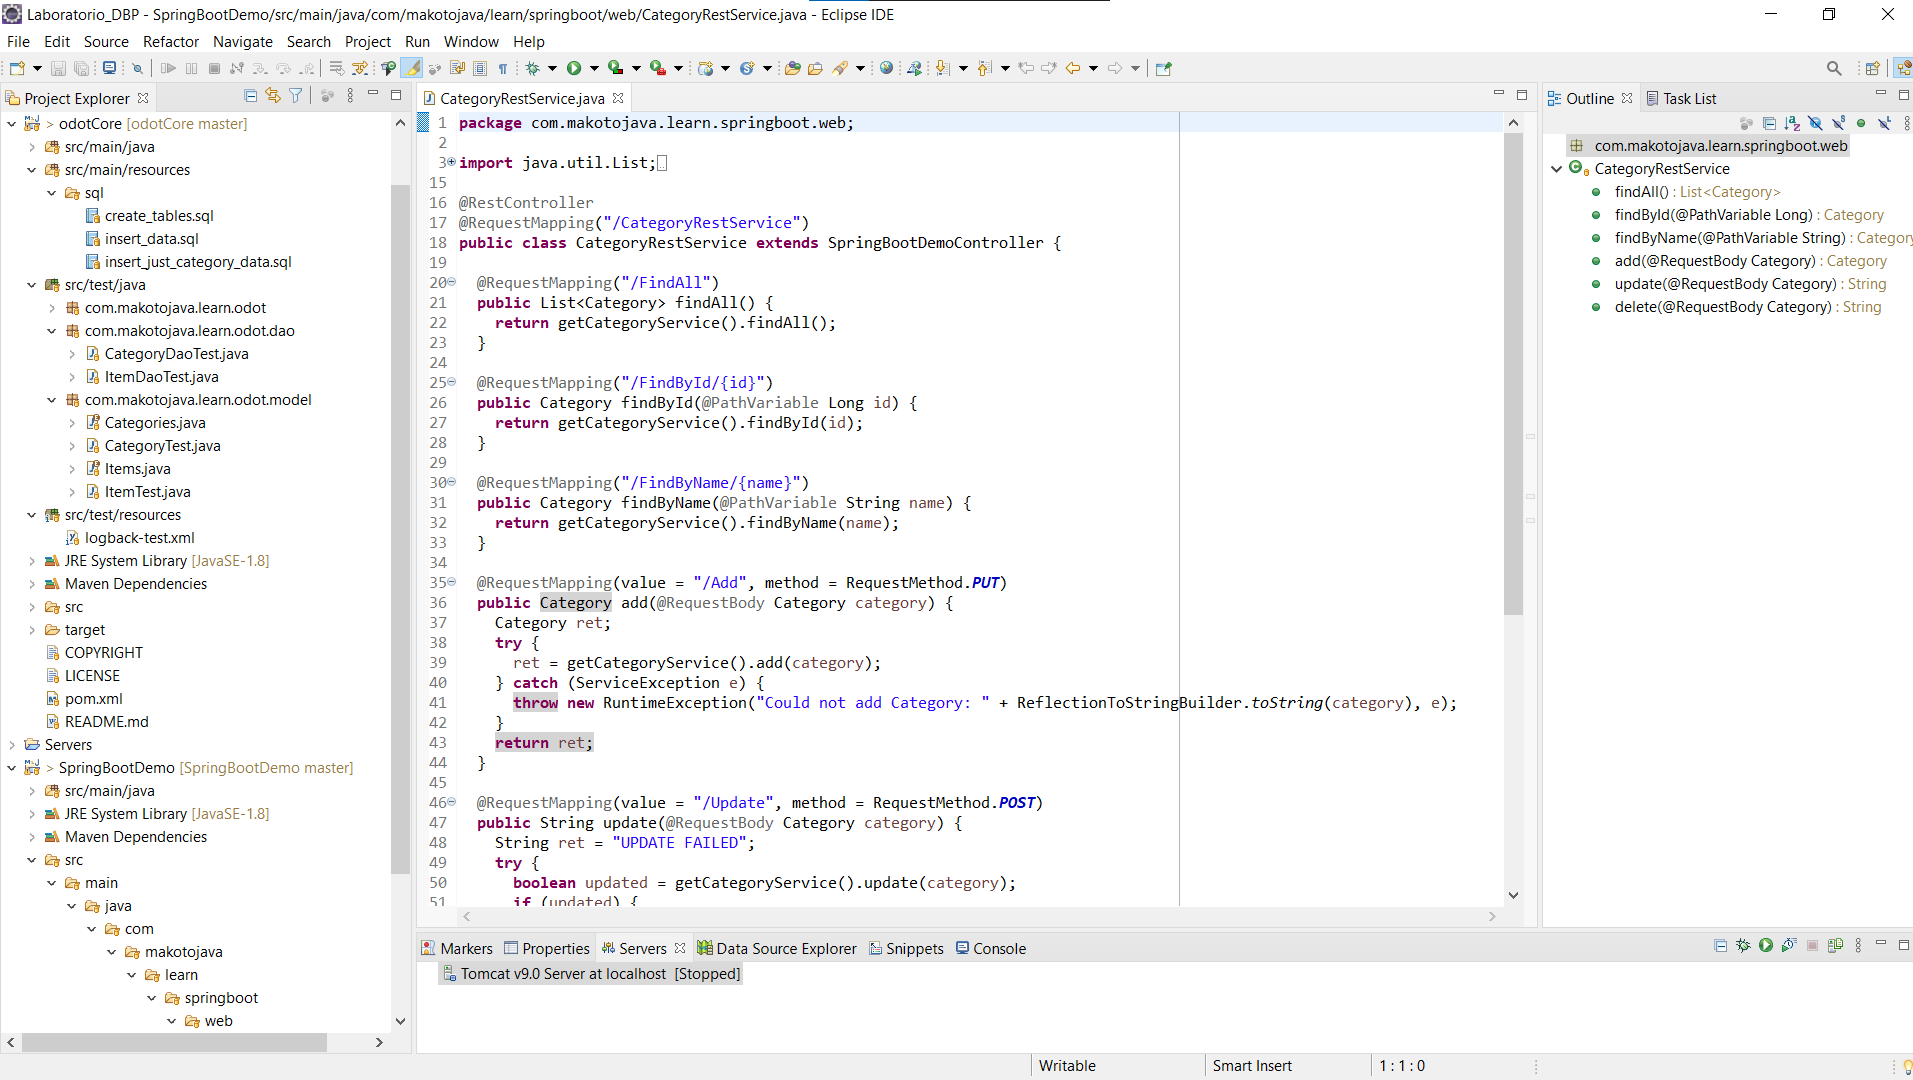 Laboratorio_DBP - SpringBootDemo/src/main/java/com/makotojava/learn/springboot/web/CategoryRestService.java - Eclipse IDE
File Edit Source Refactor Navigate Search Project Run Window Help
Project Explorer
> odotCore [odotCore master]
src/main/java
src/main/resources
sql
create_tables.sql
insert_data.sql
insert_just_category_data.sql
src/test/java
com.makotojava.learn.odot
com.makotojava.learn.odot.dao
CategoryDaoTest.java
ItemDaoTest.java
com.makotojava.learn.odot.model
Categories.java
CategoryTest.java
Items.java
ItemTest.java
src/test/resources
logback-test.xml
JRE System Library [JavaSE-1.8]
Maven Dependencies
src
target
COPYRIGHT
LICENSE
pom.xml
README.md
Servers
> SpringBootDemo [SpringBootDemo master]
src/main/java
JRE System Library [JavaSE-1.8]
Maven Dependencies
src
main
java
com
makotojava
learn
springboot
web
CategoryRestService.java
1 package com.makotojava.learn.springboot.web;
2
3 import java.util.List;
15
16 @RestController
17 @RequestMapping("/CategoryRestService")
18 public class CategoryRestService extends SpringBootDemoController {
19
20 @RequestMapping("/FindAll")
21 public List<Category> findAll() {
22 return getCategoryService().findAll();
23 }
24
25 @RequestMapping("/FindById/{id}")
26 public Category findById(@PathVariable Long id) {
27 return getCategoryService().findById(id);
28 }
29
30 @RequestMapping("/FindByName/{name}")
31 public Category findByName(@PathVariable String name) {
32 return getCategoryService().findByName(name);
33 }
34
35 @RequestMapping(value = "/Add", method = RequestMethod.PUT)
36 public Category add(@RequestBody Category category) {
37 Category ret;
38 try {
39 ret = getCategoryService().add(category);
40 } catch (ServiceException e) {
41 throw new RuntimeException("Could not add Category: " + ReflectionToStringBuilder.toString(category), e);
42 }
43 return ret;
44 }
45
46 @RequestMapping(value = "/Update", method = RequestMethod.POST)
47 public String update(@RequestBody Category category) {
48 String ret = "UPDATE FAILED";
49 try {
50 boolean updated = getCategoryService().update(category);
51 if (updated) {
Outline Task List
com.makotojava.learn.springboot.web
CategoryRestService
findAll() : List<Category>
findById(@PathVariable Long) : Category
findByName(@PathVariable String) : Category
add(@RequestBody Category) : Category
update(@RequestBody Category) : String
delete(@RequestBody Category) : String
Markers Properties Servers Data Source Explorer Snippets Console
Tomcat v9.0 Server at localhost [Stopped]
Writable Smart Insert 1 : 1 : 0